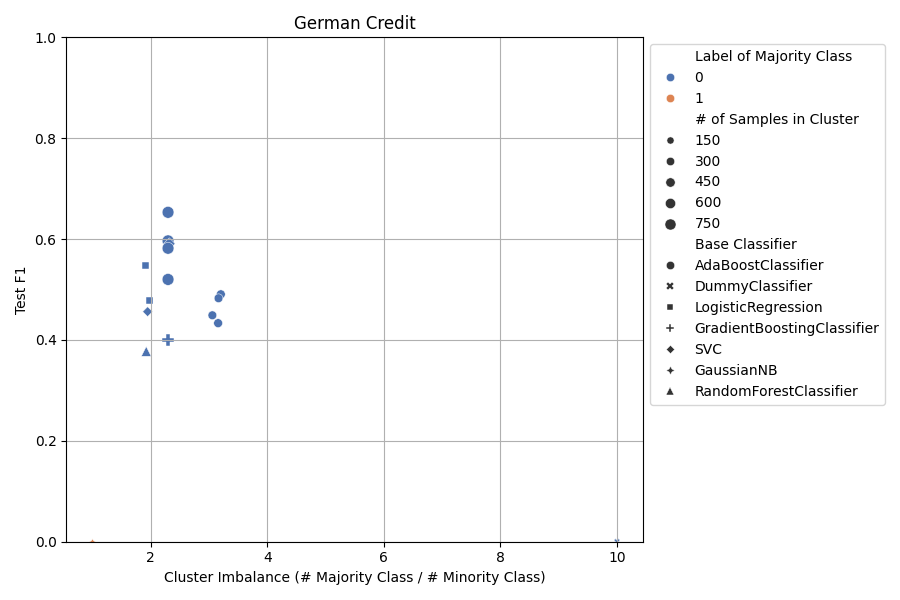 German Credit
1.0
0.8
0.6
0.4
0.2
0.0
Test F1
2 4 6 8 10
Cluster Imbalance (# Majority Class / # Minority Class)
Label of Majority Class
0
1
# of Samples in Cluster
150
300
450
600
750
Base Classifier
AdaBoostClassifier
DummyClassifier
LogisticRegression
GradientBoostingClassifier
SVC
GaussianNB
RandomForestClassifier